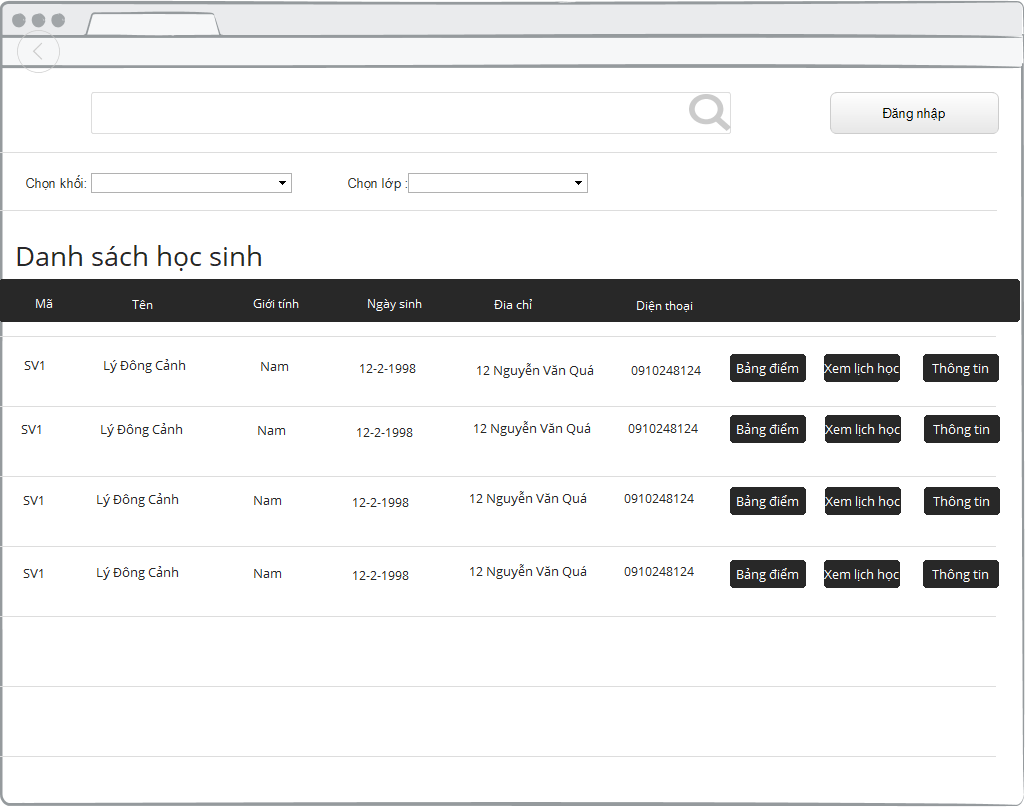 Đăng nhập
Chọn khối: Chọn lớp :
Danh sách học sinh
Mã Tên Giới tính Ngày sinh Đia chỉ Diện thoại
SV1 Lý Đông Cảnh Nam 12-2-1998 12 Nguyễn Văn Quá 0910248124 Bảng điểm Xem lịch học Thông tin
SV1 Lý Đông Cảnh Nam 12-2-1998 12 Nguyễn Văn Quá 0910248124 Bảng điểm Xem lịch học Thông tin
SV1 Lý Đông Cảnh Nam 12-2-1998 12 Nguyễn Văn Quá 0910248124 Bảng điểm Xem lịch học Thông tin
SV1 Lý Đông Cảnh Nam 12-2-1998 12 Nguyễn Văn Quá 0910248124 Bảng điểm Xem lịch học Thông tin